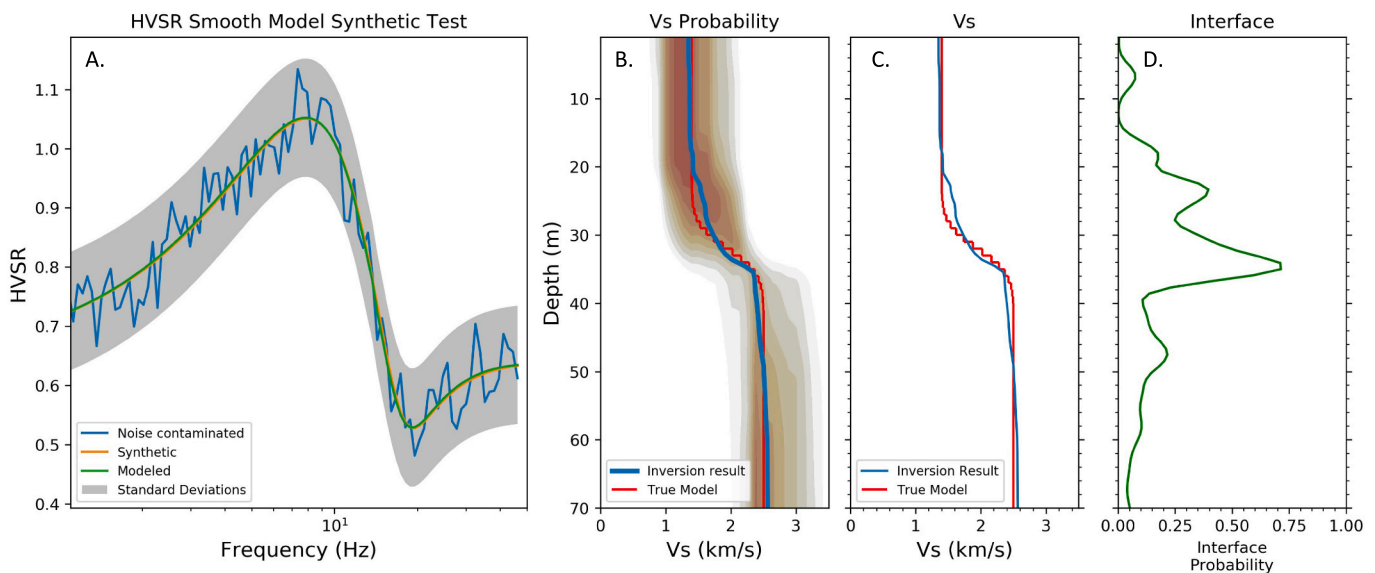 HVSR Smooth Model Synthetic Test
A.
HVSR
1.1
1.0
0.9
0.8
0.7
0.6
0.5
0.4
Noise contaminated
Synthetic
Modeled
Standard Deviations
10¹
Frequency (Hz)
Vs Probability
B.
Depth (m)
10
20
30
40
50
60
70
Inversion result
True Model
0
1
2
3
Vs (km/s)
Vs
C.
Inversion Result
True Model
0
1
2
3
Vs (km/s)
Interface
D.
0.00
0.25
0.50
0.75
1.00
Interface
Probability